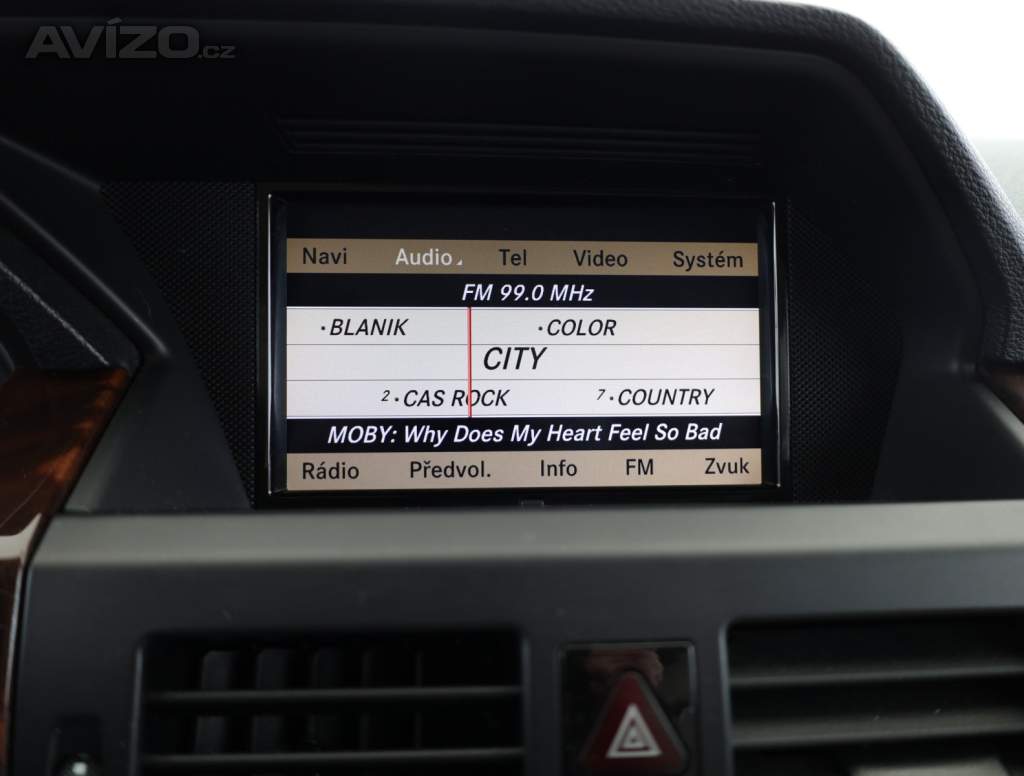 AVÍZO.cz
Navi Audio Tel Video Systém
FM 99.0 MHz
·BLANIK ·COLOR
CITY
2·CAS ROCK 7·COUNTRY
MOBY: Why Does My Heart Feel So Bad
Rádio Předvol. Info FM Zvuk